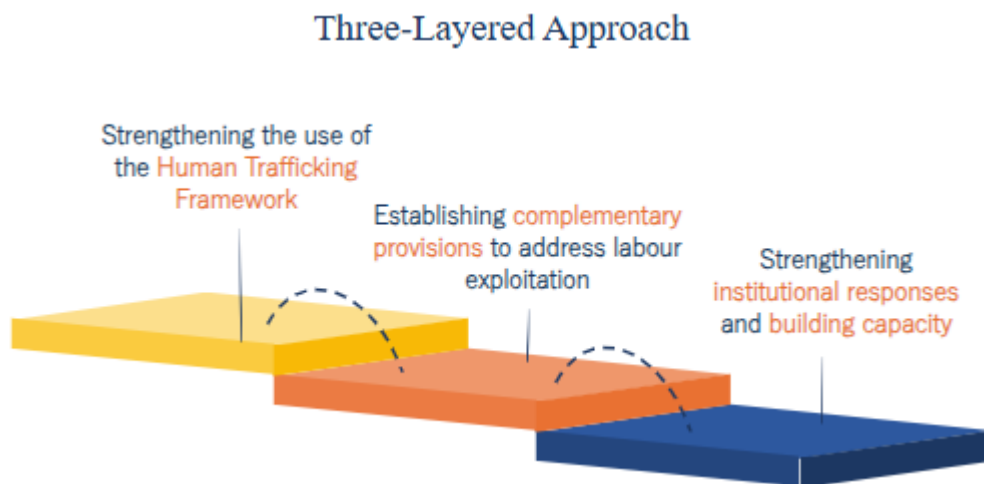 Three-Layered Approach
Strengthening the use of
the Human Trafficking
Framework
Establishing complementary
provisions to address labour
exploitation
Strengthening
institutional responses
and building capacity